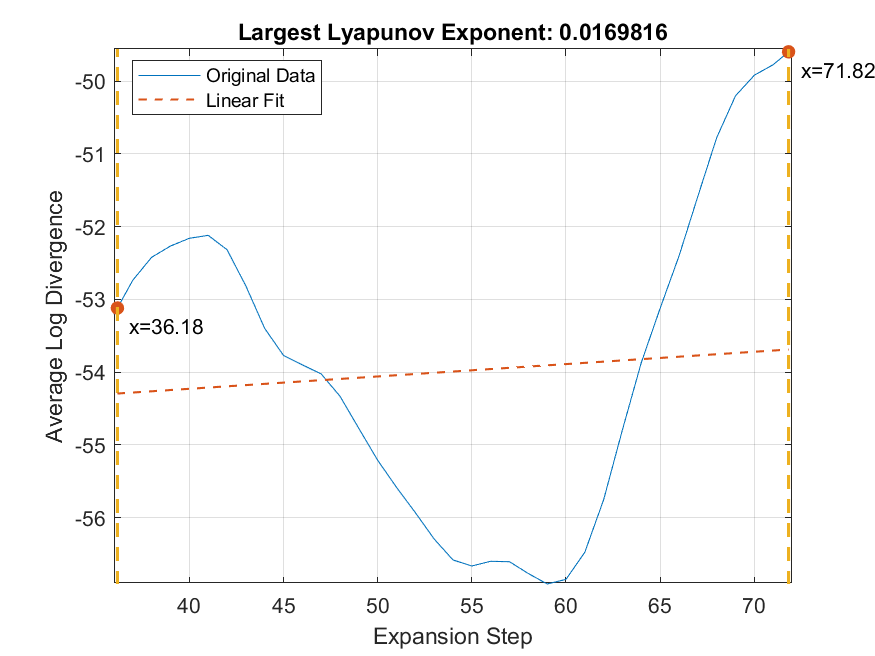 Largest Lyapunov Exponent: 0.0169816
Original Data
Linear Fit
x=71.82
x=36.18
-50
-51
-52
-53
-54
-55
-56
Average Log Divergence
40 45 50 55 60 65 70
Expansion Step